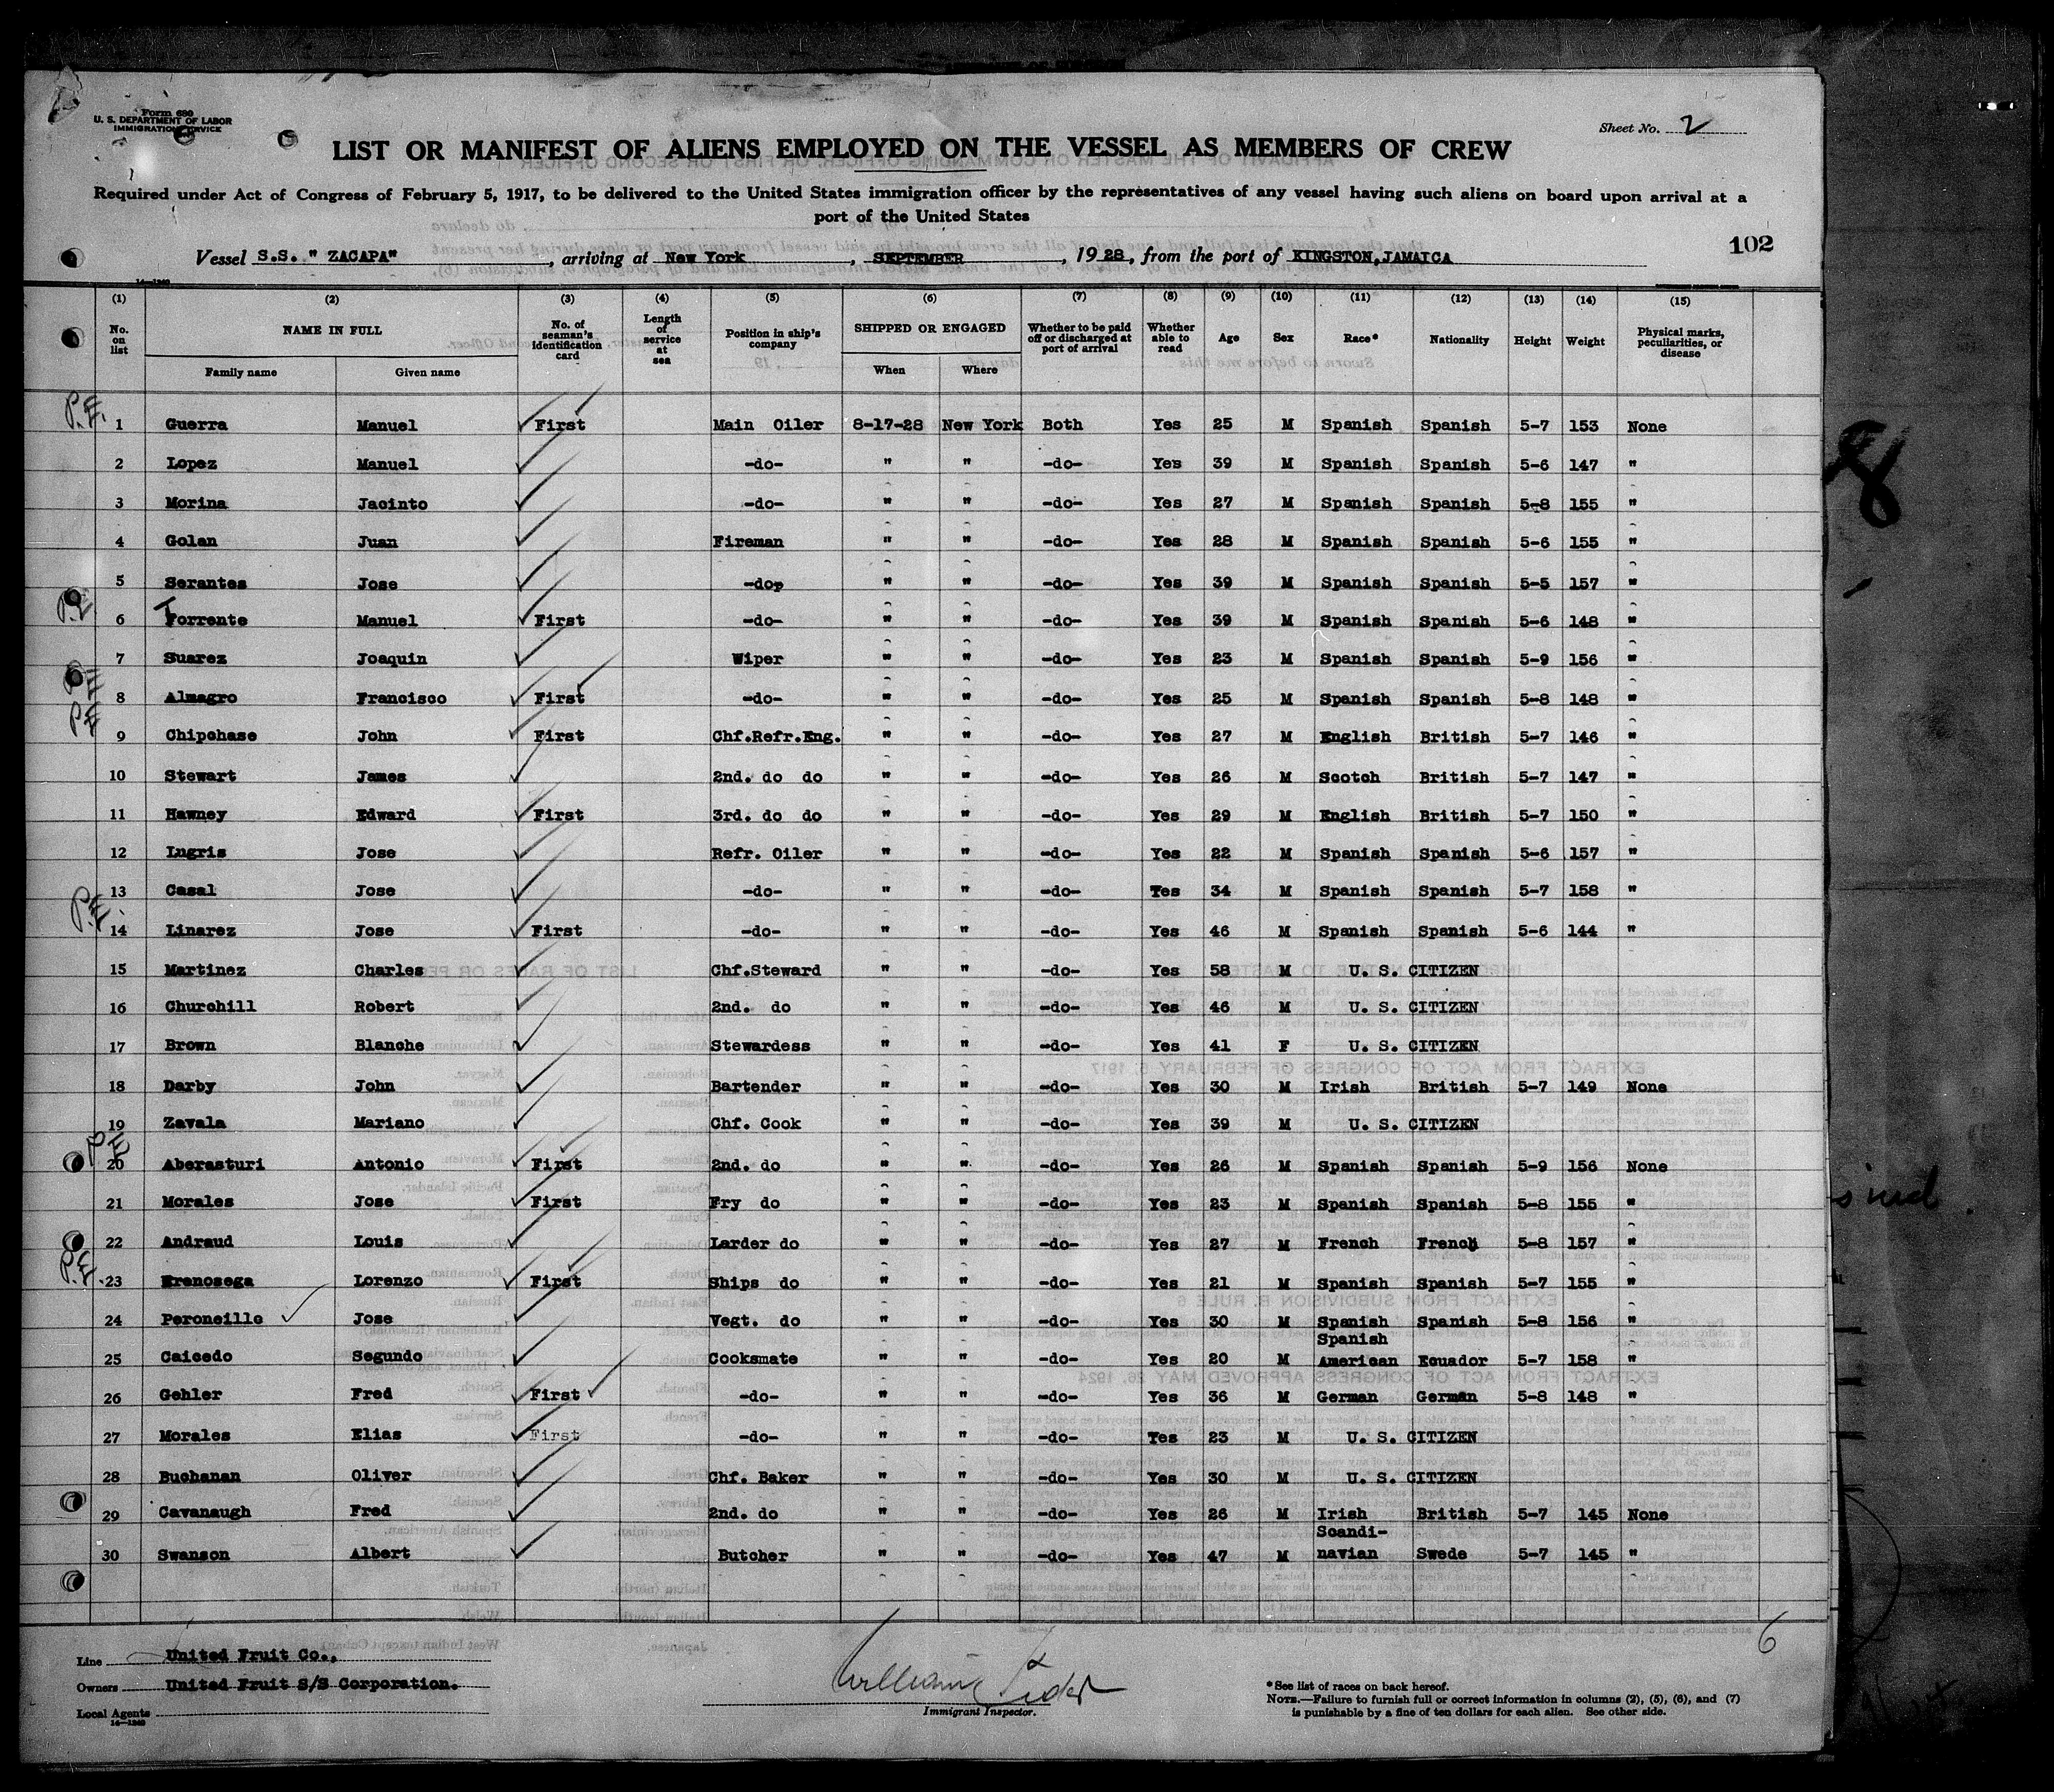 Form 680
U. S. DEPARTMENT OF LABOR
IMMIGRATION SERVICE
Sheet No. 2
LIST OR MANIFEST OF ALIENS EMPLOYED ON THE VESSEL AS MEMBERS OF CREW
Required under Act of Congress of February 5, 1917, to be delivered to the United States immigration officer by the representatives of any vessel having such aliens on board upon arrival at a
port of the United States
102
Vessel S.S. " ZACAPA" , arriving at New York , SEPTEMBER , 1928, from the port of KINGSTON,JAMAICA
(1) (2) (3) (4) (5) (6) (7) (8) (9) (10) (11) (12) (13) (14) (15)
No. on list NAME IN FULL Family name Given name No. of seaman's identification card Length of service at sea Position in ship's company SHIPPED OR ENGAGED When Where Whether to be paid off or discharged at port of arrival Whether able to read Age Sex Race* Nationality Height Weight Physical marks, peculiarities, or disease
P.E. 1 Guerra Manuel First Main Oiler 8-17-28 New York Both Yes 25 M Spanish Spanish 5-7 153 None
2 Lopez Manuel -do- " " -do- Yes 39 M Spanish Spanish 5-6 147 "
3 Morina Jacinto -do- " " -do- Yes 27 M Spanish Spanish 5-8 155 "
4 Golan Juan Fireman " " -do- Yes 28 M Spanish Spanish 5-6 155 "
5 Serantes Jose -dop " " -do- Yes 39 M Spanish Spanish 5-5 157 "
P.E 6 Torrente Manuel First -do- " " -do- Yes 39 M Spanish Spanish 5-6 148 "
7 Suarez Joaquin Wiper " " -do- Yes 23 M Spanish Spanish 5-9 156 "
PE 8 Almagro Francisco First -do- " " -do- Yes 25 M Spanish Spanish 5-8 148 "
PE 9 Chipchase John First Chf.Refr.Eng. " " -do- Yes 27 M English British 5-7 146 "
10 Stewart James 2nd. do do " " -do- Yes 26 M Scotch British 5-7 147 "
11 Hawney Edward First 3rd. do do " " -do- Yes 29 M English British 5-7 150 "
12 Lugris Jose Refr. Oiler " " -do- Yes 22 M Spanish Spanish 5-6 157 "
13 Casal Jose -do- " " -do- Yes 34 M Spanish Spanish 5-7 158 "
P.E. 14 Linarez Jose First -do- " " -do- Yes 46 M Spanish Spanish 5-6 144 "
15 Martinez Charles Chf.Steward " " -do- Yes 58 M U. S. CITIZEN
16 Churchill Robert 2nd. do " " -do- Yes 46 M U. S. CITIZEN
17 Brown Blanche Stewardess " " -do- Yes 41 F U. S. CITIZEN
18 Darby John Bartender " " -do- Yes 30 M Irish British 5-7 149 None
19 Zavala Mariano Chf. Cook " " -do- Yes 39 M U. S. CITIZEN
PE 20 Aberasturi Antonio First 2nd. do " " -do- Yes 26 M Spanish Spanish 5-9 156 None
21 Morales Jose First Fry do " " -do- Yes 23 M Spanish Spanish 5-8 155 "
22 Andraud Louis Larder do " " -do- Yes 27 M French French 5-8 157 "
P.E. 23 Erenosega Lorenzo First Ships do " " -do- Yes 21 M Spanish Spanish 5-7 155 "
24 Peroneille Jose Vegt. do " " -do- Yes 30 M Spanish Spanish 5-8 156 "
25 Caicedo Segundo Cooksmate " " -do- Yes 20 M Spanish American Ecuador 5-7 158 "
26 Gehler Fred First -do- " " -do- Yes 36 M German German 5-8 148 "
27 Morales Elias First -do- " " -do- Yes 23 M U. S. CITIZEN
28 Buchanan Oliver Chf. Baker " " -do- Yes 30 M U. S. CITIZEN
29 Cavanaugh Fred 2nd. do " " -do- Yes 26 M Irish British 5-7 145 None
30 Swanson Albert Butcher " " -do- Yes 47 M Scandi-navian Swede 5-7 145 "
6
Line United Fruit Co.,
Owners United Fruit S/S Corporation.
Local Agents
14—1240
William
Immigrant Inspector.
*See list of races on back hereof.
NOTE.—Failure to furnish full or correct information in columns (2), (5), (6), and (7)
is punishable by a fine of ten dollars for each alien. See other side.
8